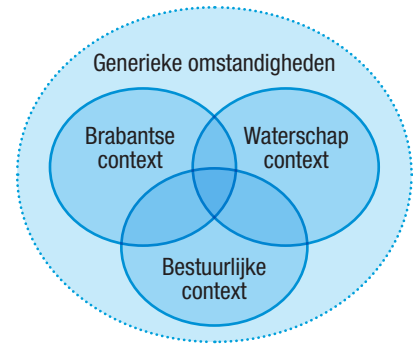 Generieke omstandigheden
Brabantse
context
Waterschap
context
Bestuurlijke
context